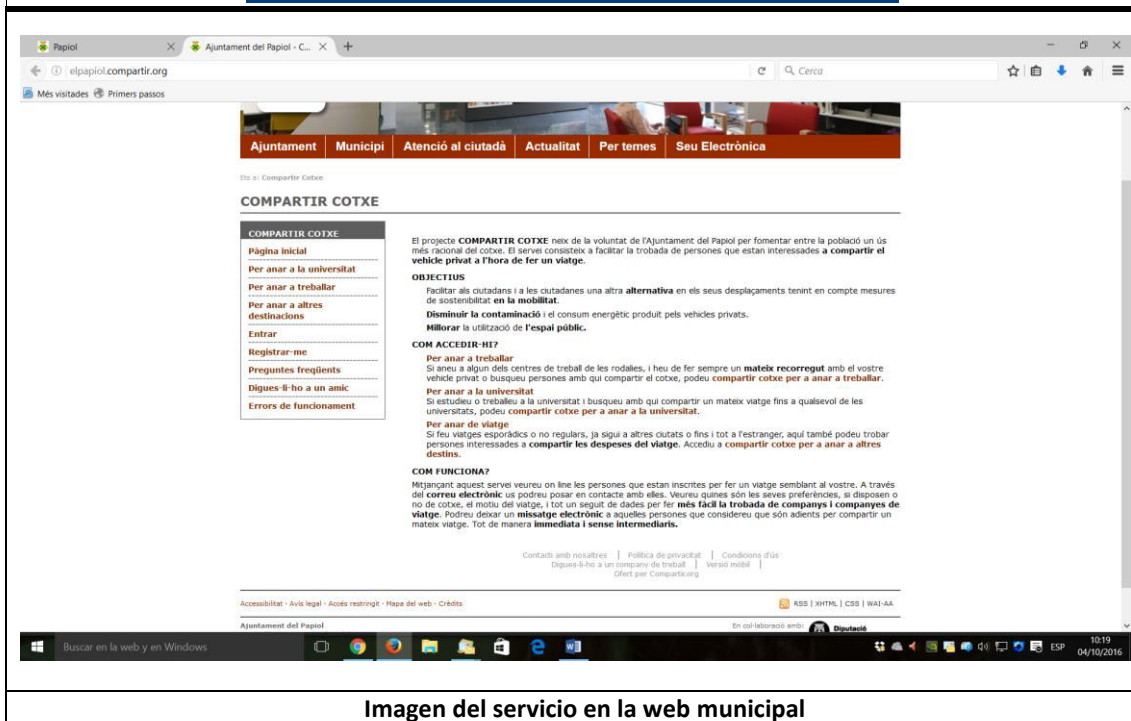 Papiol
Ajuntament del Papiol - C...
elpapiol.compartir.org
Cerca
Més visitades Primers passos
Ajuntament Municipi Atenció al ciutadà Actualitat Per temes Seu Electrònica
Ets a: Compartir Cotxe
COMPARTIR COTXE
COMPARTIR COTXE
Pàgina inicial
Per anar a la universitat
Per anar a treballar
Per anar a altres
destinacions
Entrar
Registrar-me
Preguntes freqüents
Digues-li-ho a un amic
Errors de funcionament
El projecte COMPARTIR COTXE neix de la voluntat de l'Ajuntament del Papiol per fomentar entre la població un ús
més racional del cotxe. El servei consisteix a facilitar la trobada de persones que estan interessades a compartir el
vehicle privat a l'hora de fer un viatge.
OBJECTIUS
Facilitar als ciutadans i a les ciutadanes una altra alternativa en els seus desplaçaments tenint en compte mesures
de sostenibilitat en la mobilitat.
Disminuir la contaminació i el consum energètic produït pels vehicles privats.
Millorar la utilització de l'espai públic.
COM ACCEDIR-HI?
Per anar a treballar
Si aneu a algun dels centres de treball de les rodalies, i heu de fer sempre un mateix recorregut amb el vostre
vehicle privat o busqueu persones amb qui compartir el cotxe, podeu compartir cotxe per a anar a treballar.
Per anar a la universitat
Si estudieu o treballeu a la universitat i busqueu amb qui compartir un mateix viatge fins a qualsevol de les
universitats, podeu compartir cotxe per a anar a la universitat.
Per anar de viatge
Si feu viatges esporàdics o no regulars, ja sigui a altres ciutats o fins i tot a l'estranger, aquí també podeu trobar
persones interessades a compartir les despeses del viatge. Accediu a compartir cotxe per a anar a altres
destins.
COM FUNCIONA?
Mitjançant aquest servei veureu on line les persones que estan inscrites per fer un viatge semblant al vostre. A través
del correu electrònic us podreu posar en contacte amb elles. Veureu quines són les seves preferències, si disposen o
no de cotxe, el motiu del viatge, i tot un seguit de dades per fer més fàcil la trobada de companys i companyes de
viatge. Podreu deixar un missatge electrònic a aquelles persones que considereu que són adients per compartir un
mateix viatge. Tot de manera immediata i sense intermediaris.
Contacti amb nosaltres | Política de privacitat | Condicions d'ús
Digues-li-ho a un company de treball | Versió mòbil |
Ofert per Compartir.org
Accessibilitat - Avís legal - Accés restringit - Mapa del web - Crèdits
RSS | XHTML | CSS | WAI-AA
Ajuntament del Papiol
En col·laboració amb: Diputació
Buscar en la web y en Windows
ESP
10:19
04/10/2016
Imagen del servicio en la web municipal